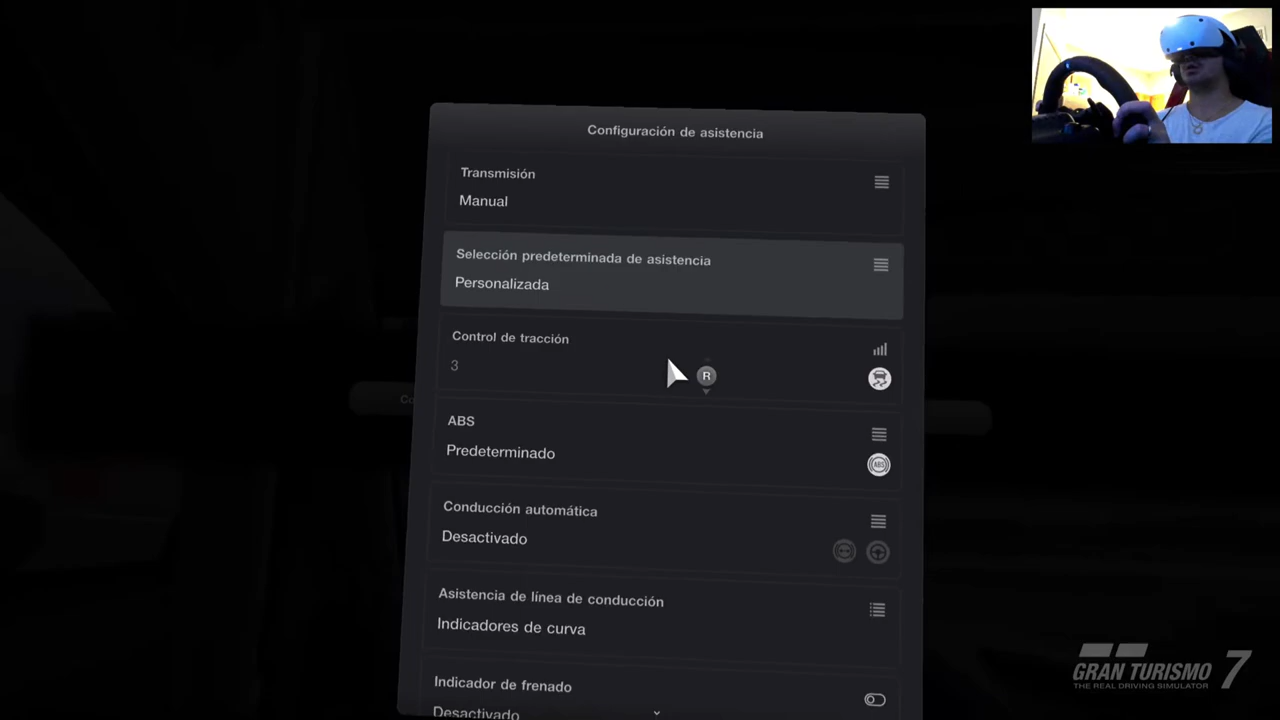 Configuración de asistencia
Transmisión
Manual
Selección predeterminada de asistencia
Personalizada
Control de tracción
3
R
ABS
Predeterminado
ABS
Conducción automática
Desactivado
Asistencia de línea de conducción
Indicadores de curva
Indicador de frenado
Desactivado
GRAN TURISMO 7
THE REAL DRIVING SIMULATOR